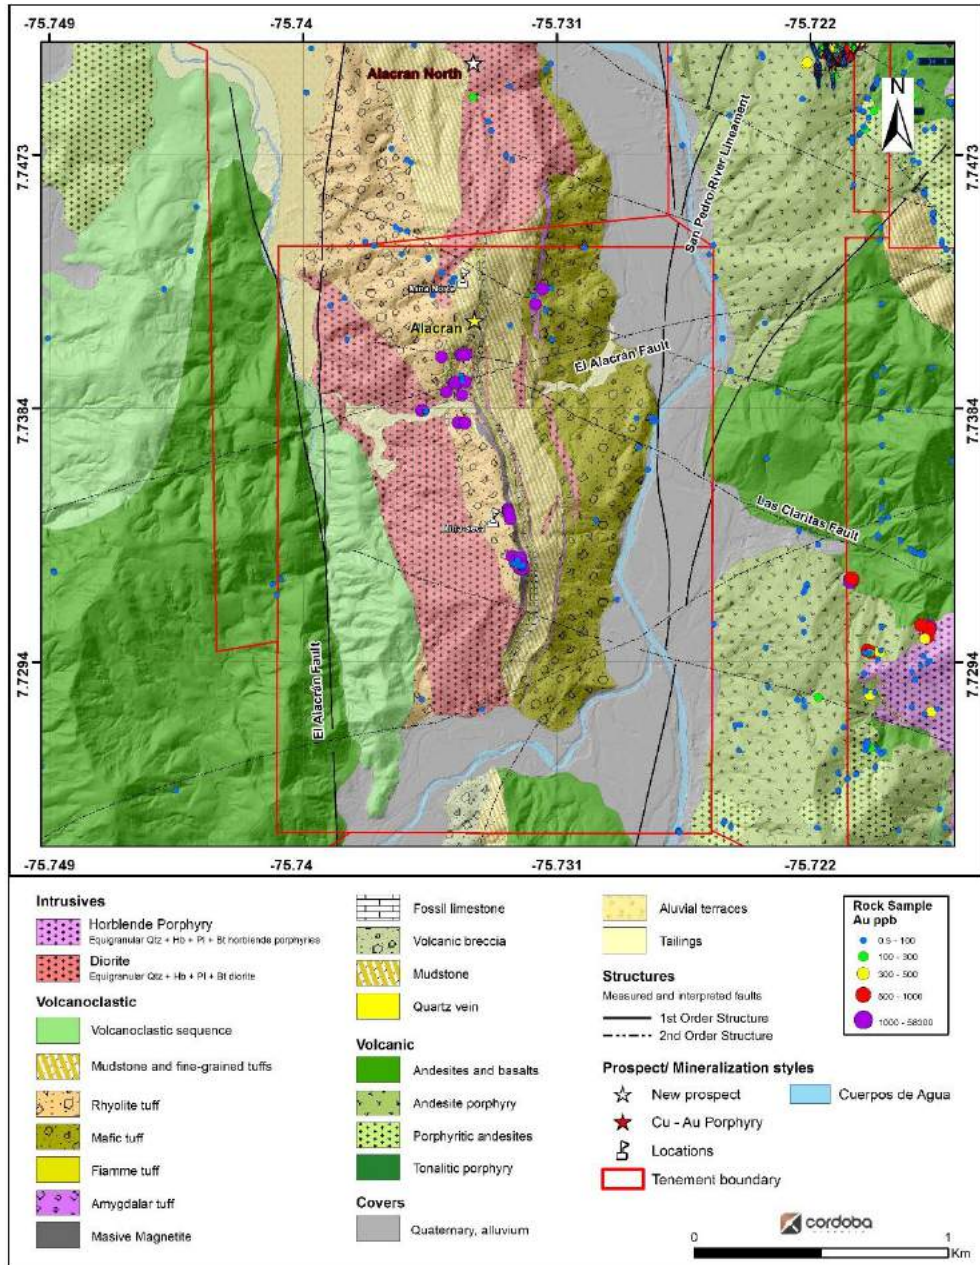 -75.749 -75.74 -75.731 -75.722
Alacran North
N
7.7473
7.7473
San Pedro River Lineament
Mina Norte
Alacran
El Alacrán Fault
7.7384
7.7384
Las Claritas Fault
7.7294
7.7294
El Alacrán Fault
-75.749 -75.74 -75.731 -75.722
Intrusives
Horblende Porphyry
Equigranular Qtz + Hb + Pl + Bt horblende porphyries
Diorite
Equigranular Qtz + Hb + Pl + Bt diorite
Volcanoclastic
Volcanoclastic sequence
Mudstone and fine-grained tuffs
Rhyolite tuff
Mafic tuff
Fiamme tuff
Amygdalar tuff
Masive Magnetite
Fossil limestone
Volcanic breccia
Mudstone
Quartz vein
Volcanic
Andesites and basalts
Andesite porphyry
Porphyritic andesites
Tonalitic porphyry
Covers
Quaternary, alluvium
Aluvial terraces
Tailings
Structures
Measured and interpreted faults
1st Order Structure
2nd Order Structure
Prospect/ Mineralization styles
New prospect
Cu - Au Porphyry
Locations
Tenement boundary
Cuerpos de Agua
Rock Sample
Au ppb
0.5 - 100
100 - 300
300 - 500
500 - 1000
1000 - 58300
cordoba
0 1
Km